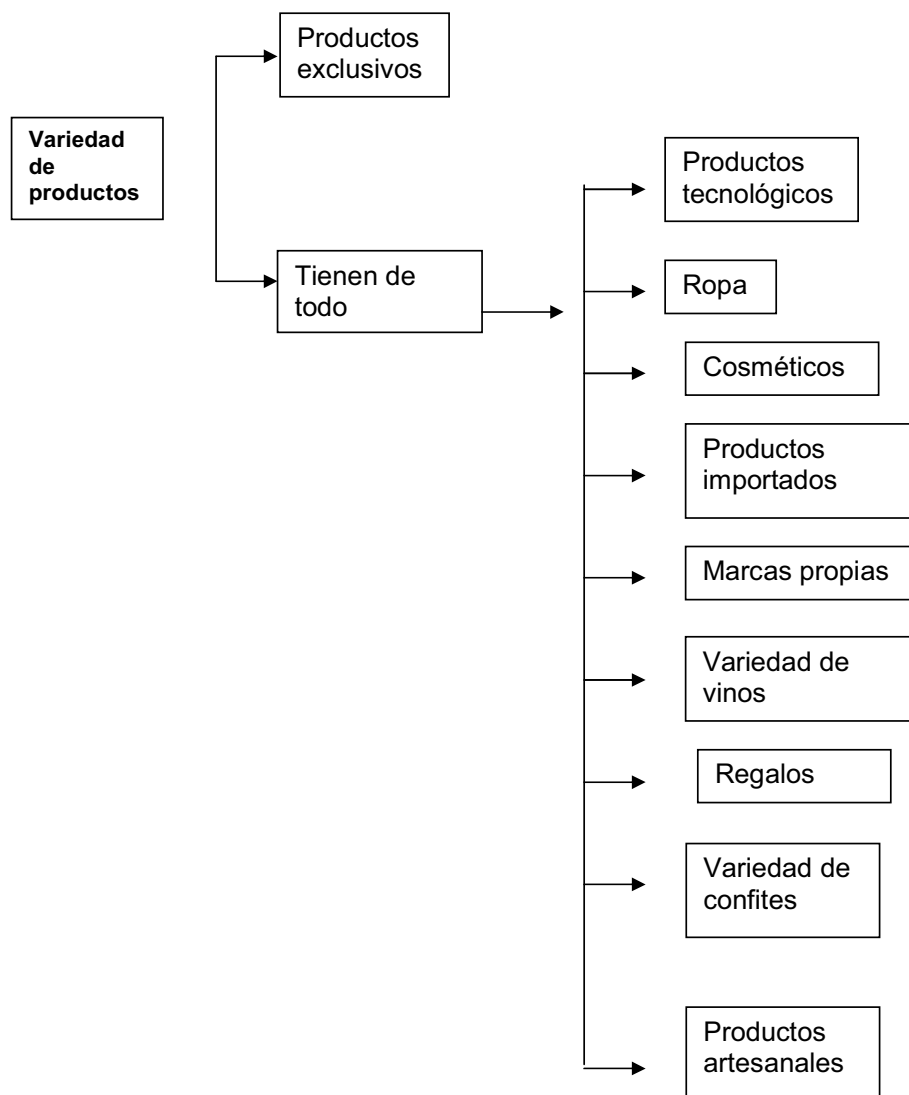 Productos
exclusivos
Variedad
de
productos
Productos
tecnológicos
Tienen de
todo
Ropa
Cosméticos
Productos
importados
Marcas propias
Variedad de
vinos
Regalos
Variedad de
confites
Productos
artesanales